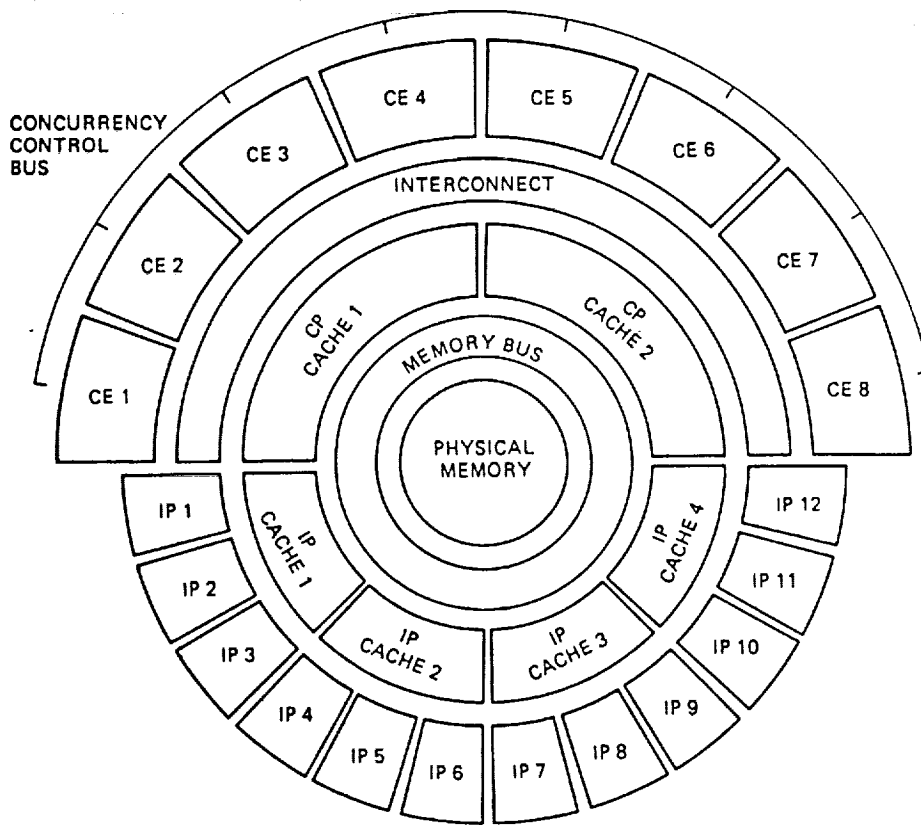 CONCURRENCY
CONTROL
BUS
CE 1
CE 2
CE 3
CE 4
CE 5
CE 6
CE 7
CE 8
INTERCONNECT
CP
CACHE 1
CP
CACHE 2
MEMORY BUS
PHYSICAL
MEMORY
IP
CACHE 1
IP
CACHE 2
IP
CACHE 3
IP
CACHE 4
IP 1
IP 2
IP 3
IP 4
IP 5
IP 6
IP 7
IP 8
IP 9
IP 10
IP 11
IP 12